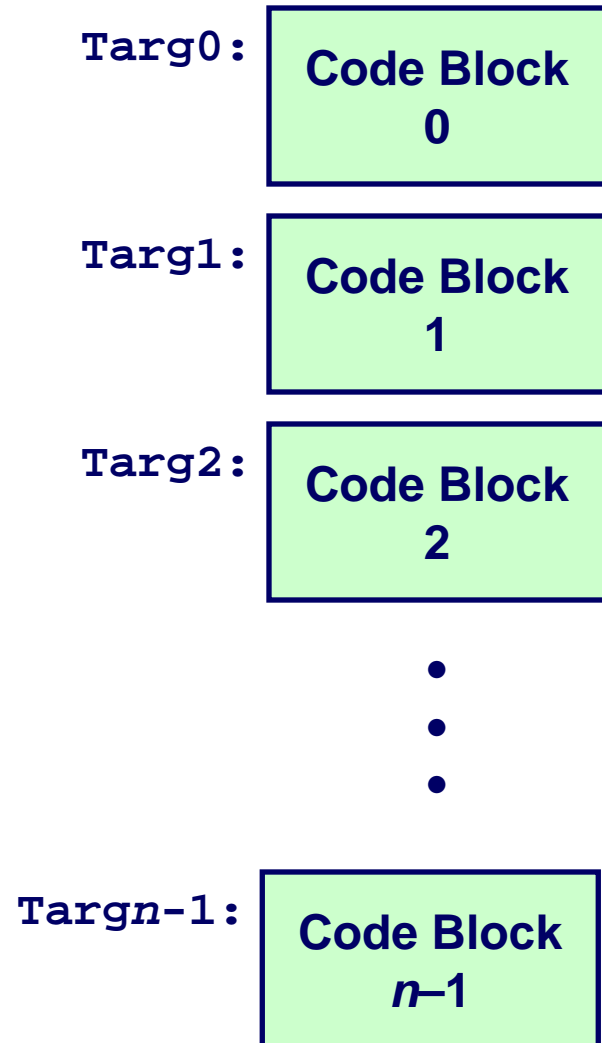 Targ0:
Code Block
0
Targ1:
Code Block
1
Targ2:
Code Block
2
•
•
•
Targn-1:
Code Block
n–1